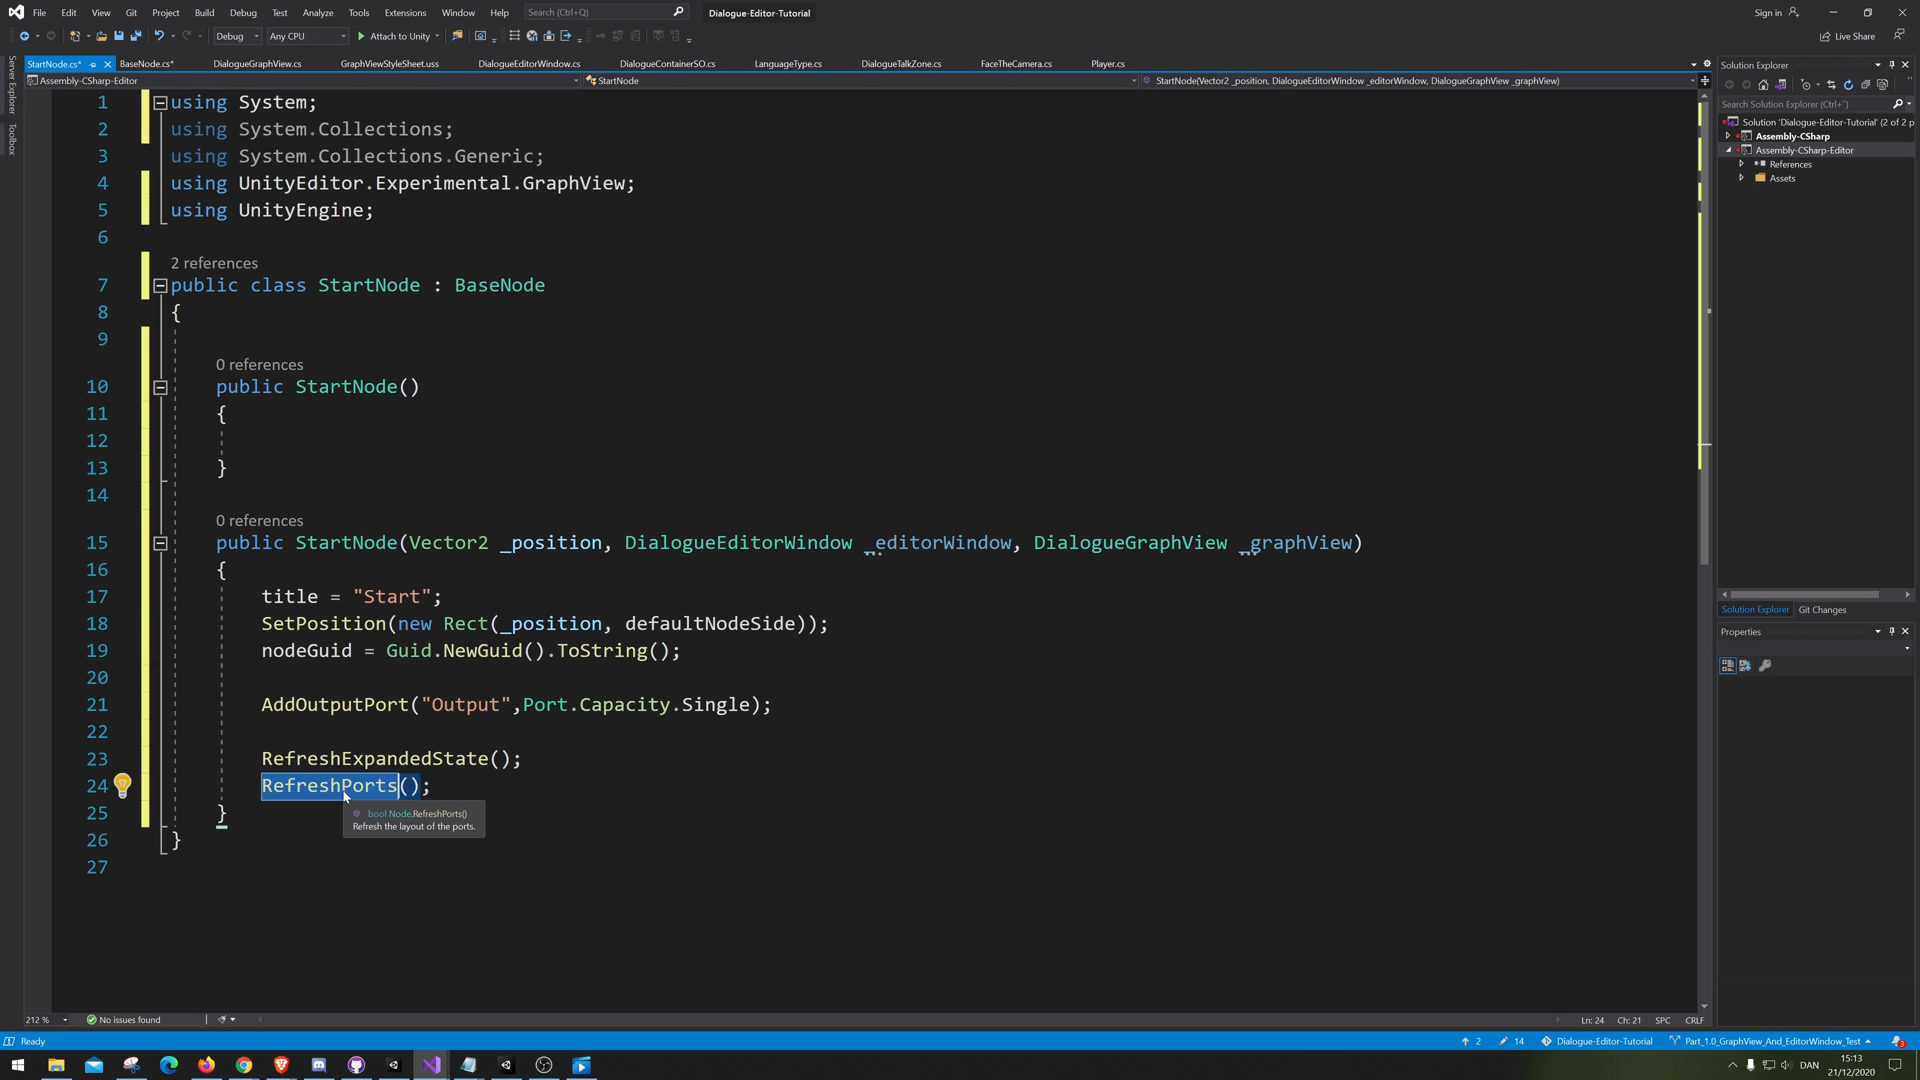 File Edit View Git Project Build Debug Test Analyze Tools Extensions Window Help Search (Ctrl+Q) Dialogue-Editor-Tutorial Sign in
Debug Any CPU Attach to Unity Live Share
StartNode.cs* BaseNode.cs* DialogueGraphView.cs GraphViewStyleSheet.uss DialogueEditorWindow.cs DialogueContainerSO.cs LanguageType.cs DialogueTalkZone.cs FaceTheCamera.cs Player.cs
Assembly-CSharp-Editor StartNode StartNode(Vector2 _position, DialogueEditorWindow _editorWindow, DialogueGraphView _graphView)
Server Explorer
Toolbox
1 using System;
2 using System.Collections;
3 using System.Collections.Generic;
4 using UnityEditor.Experimental.GraphView;
5 using UnityEngine;
6
2 references
7 public class StartNode : BaseNode
8 {
9
0 references
10 public StartNode()
11 {
12
13 }
14
0 references
15 public StartNode(Vector2 _position, DialogueEditorWindow _editorWindow, DialogueGraphView _graphView)
16 {
17 title = "Start";
18 SetPosition(new Rect(_position, defaultNodeSide));
19 nodeGuid = Guid.NewGuid().ToString();
20
21 AddOutputPort("Output",Port.Capacity.Single);
22
23 RefreshExpandedState();
24 RefreshPorts();
bool Node.RefreshPorts()
Refresh the layout of the ports.
25 }
26 }
27
Solution Explorer
Search Solution Explorer (Ctrl+¨)
Solution 'Dialogue-Editor-Tutorial' (2 of 2 p
Assembly-CSharp
Assembly-CSharp-Editor
References
Assets
Solution Explorer Git Changes
Properties
212 % No issues found Ln: 24 Ch: 21 SPC CRLF
Ready 2 14 Dialogue-Editor-Tutorial Part_1.0_GraphView_And_EditorWindow_Test 3
DAN 15:13
21/12/2020